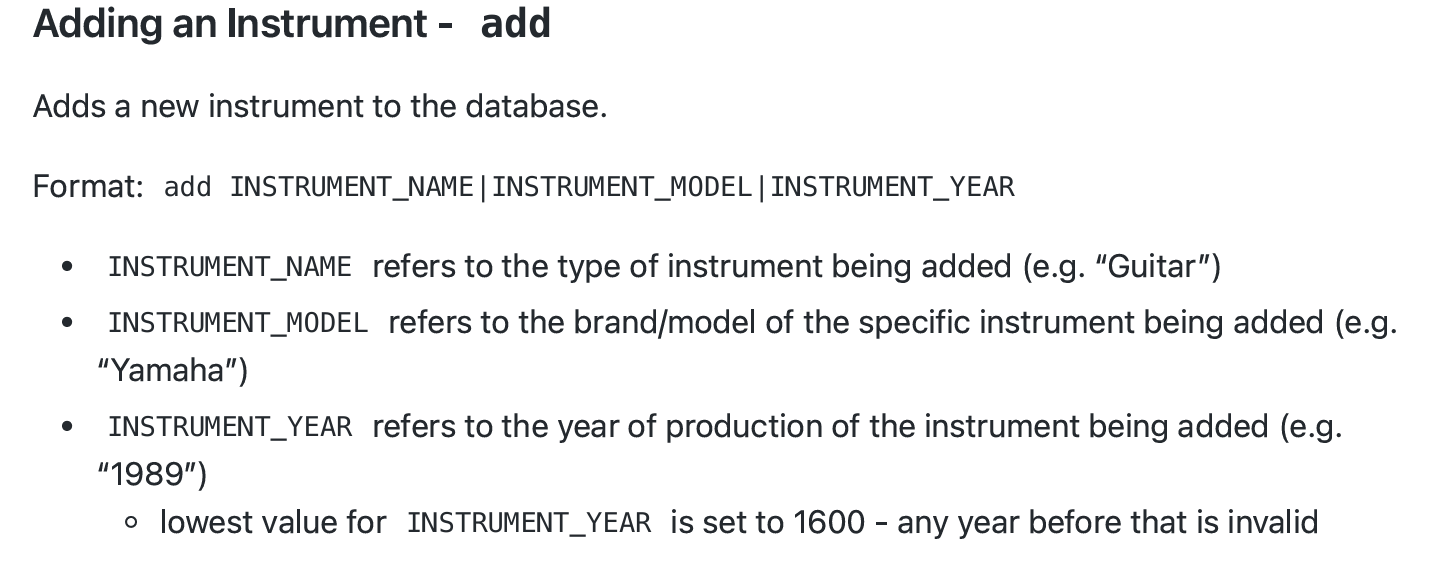 Adding an Instrument - add
Adds a new instrument to the database.
Format: add INSTRUMENT_NAME|INSTRUMENT_MODEL|INSTRUMENT_YEAR
• INSTRUMENT_NAME refers to the type of instrument being added (e.g. “Guitar”)
• INSTRUMENT_MODEL refers to the brand/model of the specific instrument being added (e.g.
“Yamaha”)
• INSTRUMENT_YEAR refers to the year of production of the instrument being added (e.g.
“1989”)
◦ lowest value for INSTRUMENT_YEAR is set to 1600 - any year before that is invalid